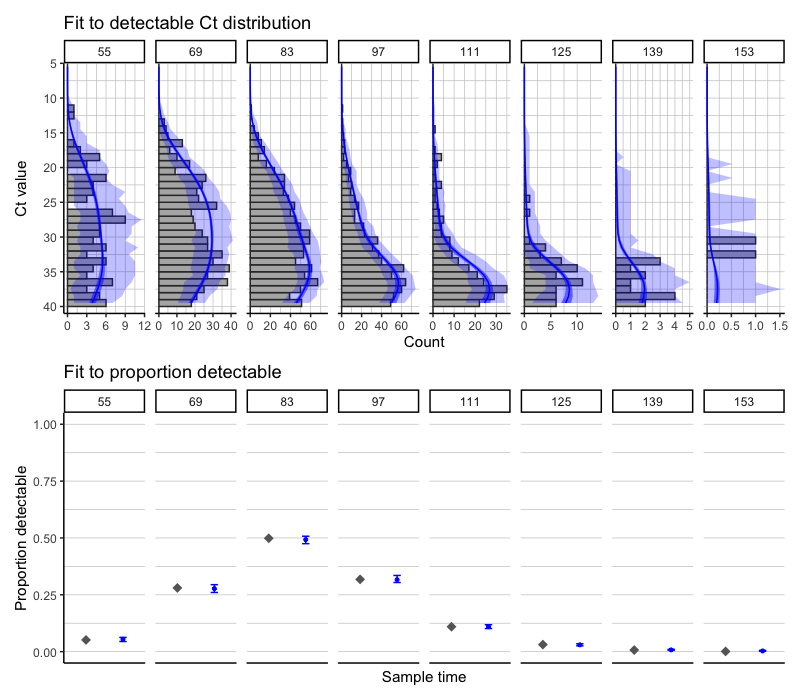 Fit to detectable Ct distribution
55 69 83 97 111 125 139 153
5
10
15
20
25
30
35
40
Ct value
0 3 6 9 12 0 10 20 30 40 0 20 40 60 0 20 40 60 0 10 20 30 0 5 10 0 1 2 3 4 5 0.0 0.5 1.0 1.5
Count
Fit to proportion detectable
55 69 83 97 111 125 139 153
1.00
0.75
0.50
0.25
0.00
Proportion detectable
Sample time